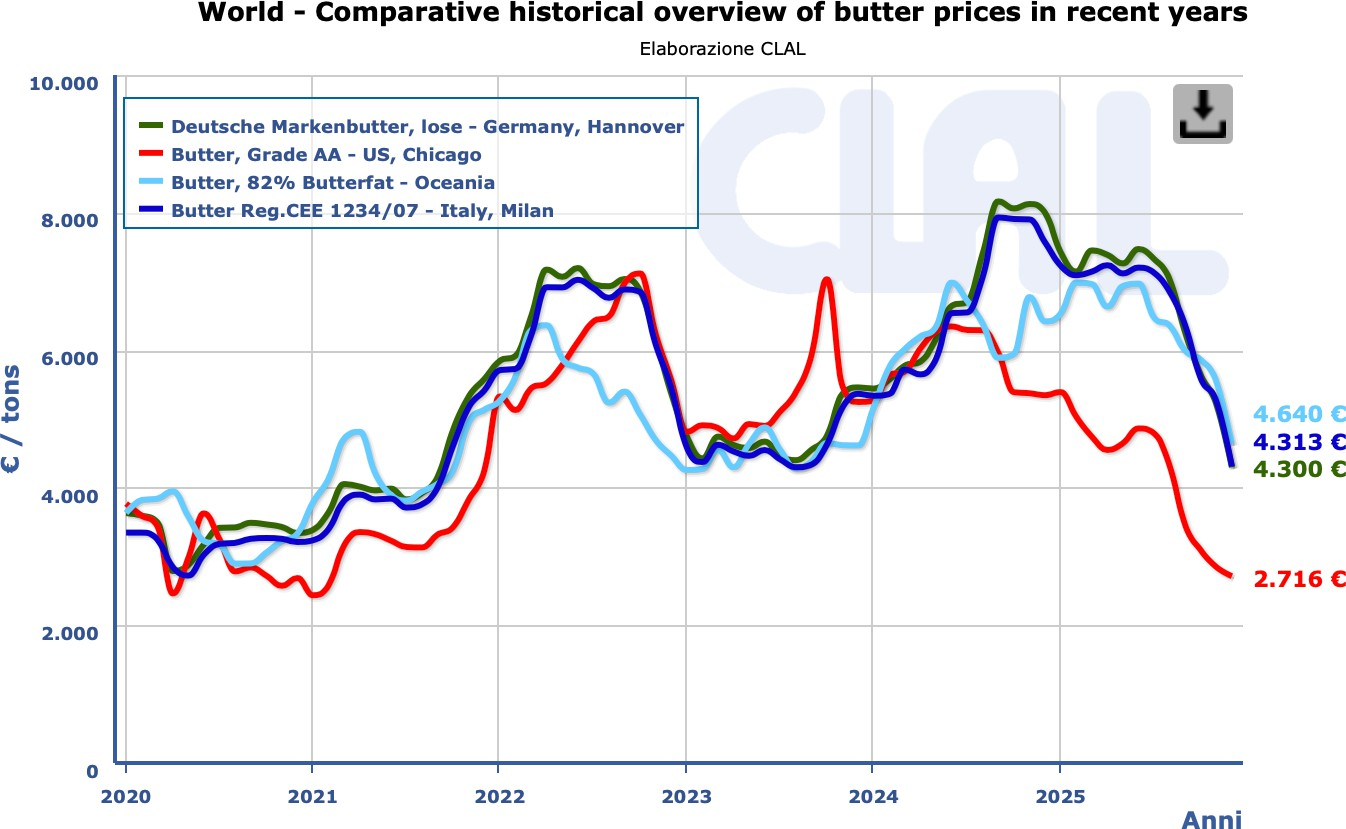 World - Comparative historical overview of butter prices in recent years
Elaborazione CLAL
CLAL
10.000
Deutsche Markenbutter, lose - Germany, Hannover
Butter, Grade AA - US, Chicago
Butter, 82% Butterfat - Oceania
Butter Reg.CEE 1234/07 - Italy, Milan
8.000
6.000
4.000
2.000
0
€ / tons
4.640 €
4.313 €
4.300 €
2.716 €
2020 2021 2022 2023 2024 2025
Anni